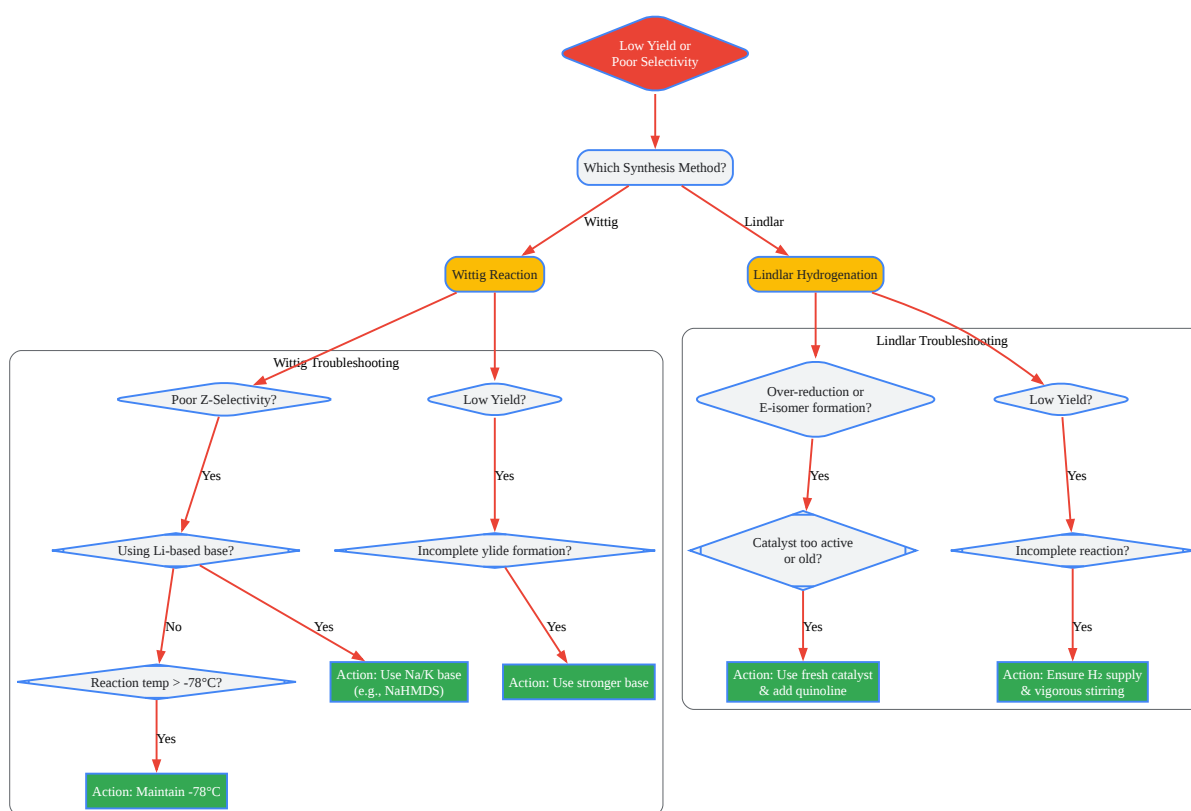 Low Yield or
Poor Selectivity
Which Synthesis Method?
Wittig
Lindlar
Wittig Reaction
Lindlar Hydrogenation
Wittig Troubleshooting
Lindlar Troubleshooting
Poor Z-Selectivity?
Low Yield?
Over-reduction or
E-isomer formation?
Low Yield?
Yes
Yes
Yes
Yes
Using Li-based base?
Incomplete ylide formation?
Catalyst too active
or old?
Incomplete reaction?
No
Yes
Yes
Yes
Yes
Reaction temp > -78°C?
Action: Use Na/K base
(e.g., NaHMDS)
Action: Use stronger base
Action: Use fresh catalyst
& add quinoline
Action: Ensure H₂ supply
& vigorous stirring
Yes
Action: Maintain -78°C